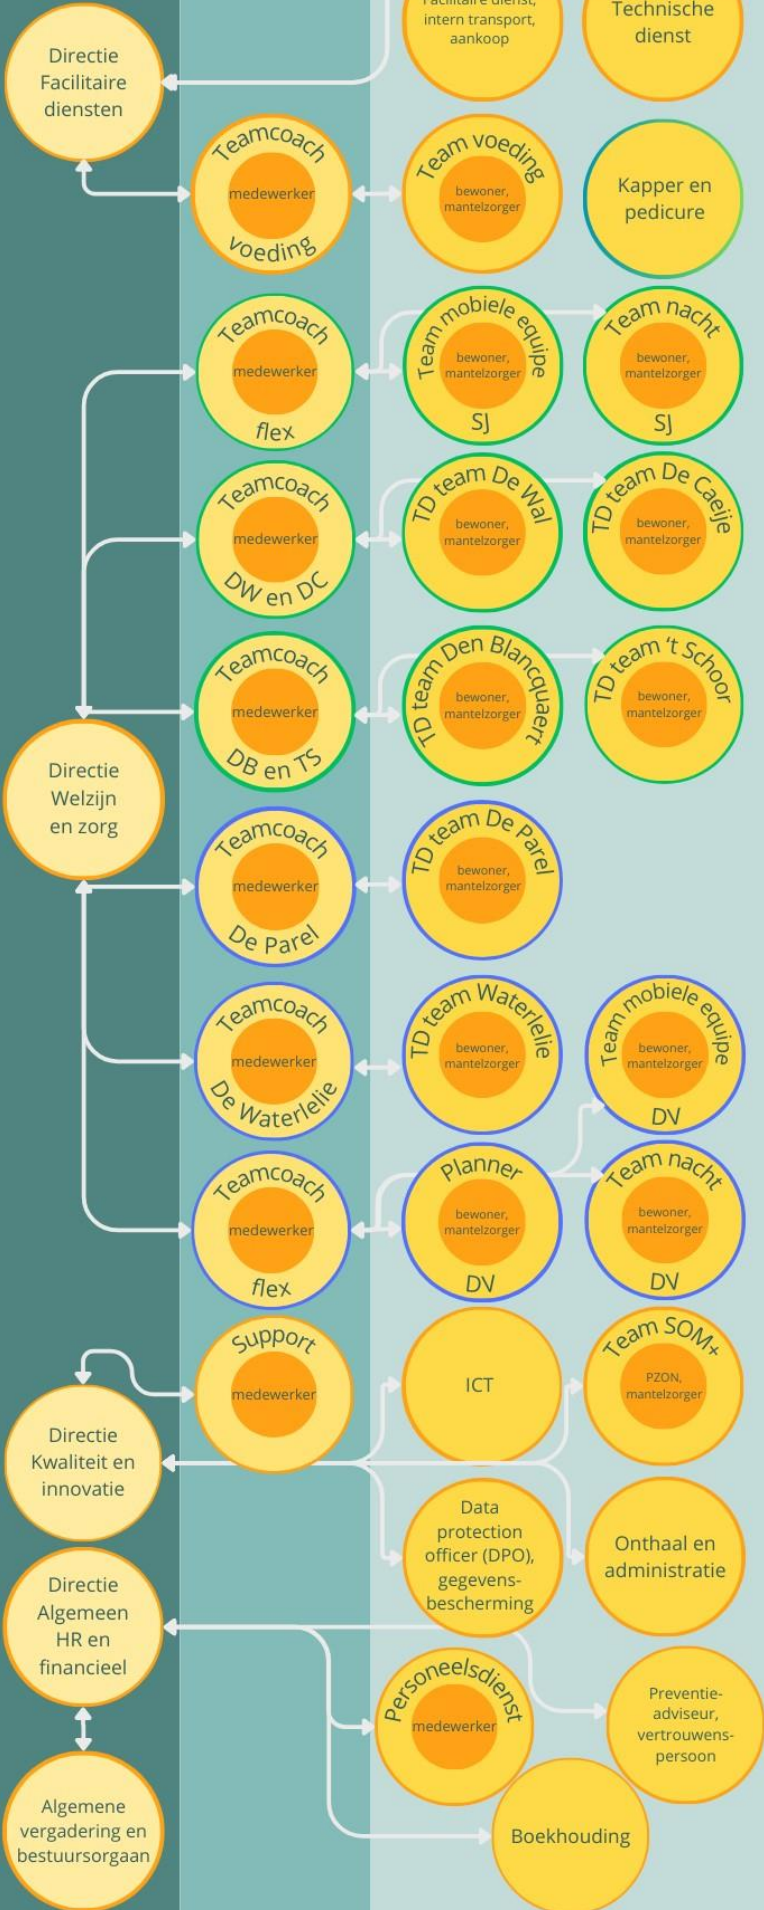 Facilitaire dienst,
intern transport,
aankoop
Technische
dienst
Directie
Facilitaire
diensten
Teamcoach
medewerker
voeding
Team voeding
bewoner,
mantelzorger
Kapper en
pedicure
Teamcoach
medewerker
flex
Team mobiele equipe
bewoner,
mantelzorger
SJ
Team nacht
bewoner,
mantelzorger
SJ
Teamcoach
medewerker
DW en DC
TD team De Wal
bewoner,
mantelzorger
TD team De Caeije
bewoner,
mantelzorger
Teamcoach
medewerker
DB en TS
TD team Den Blancquaert
bewoner,
mantelzorger
TD team ‘t Schoor
bewoner,
mantelzorger
Directie
Welzijn
en zorg
Teamcoach
medewerker
De Parel
TD team De Parel
bewoner,
mantelzorger
Teamcoach
medewerker
De Waterlelie
TD team Waterlelie
bewoner,
mantelzorger
Team mobiele equipe
bewoner,
mantelzorger
DV
Teamcoach
medewerker
flex
Planner
bewoner,
mantelzorger
DV
Team nacht
bewoner,
mantelzorger
DV
Support
medewerker
ICT
Team SOM+
PZON,
mantelzorger
Directie
Kwaliteit en
innovatie
Data
protection
officer (DPO),
gegevens-
bescherming
Onthaal en
administratie
Directie
Algemeen
HR en
financieel
Personeelsdienst
medewerker
Preventie-
adviseur,
vertrouwens-
persoon
Algemene
vergadering en
bestuursorgaan
Boekhouding